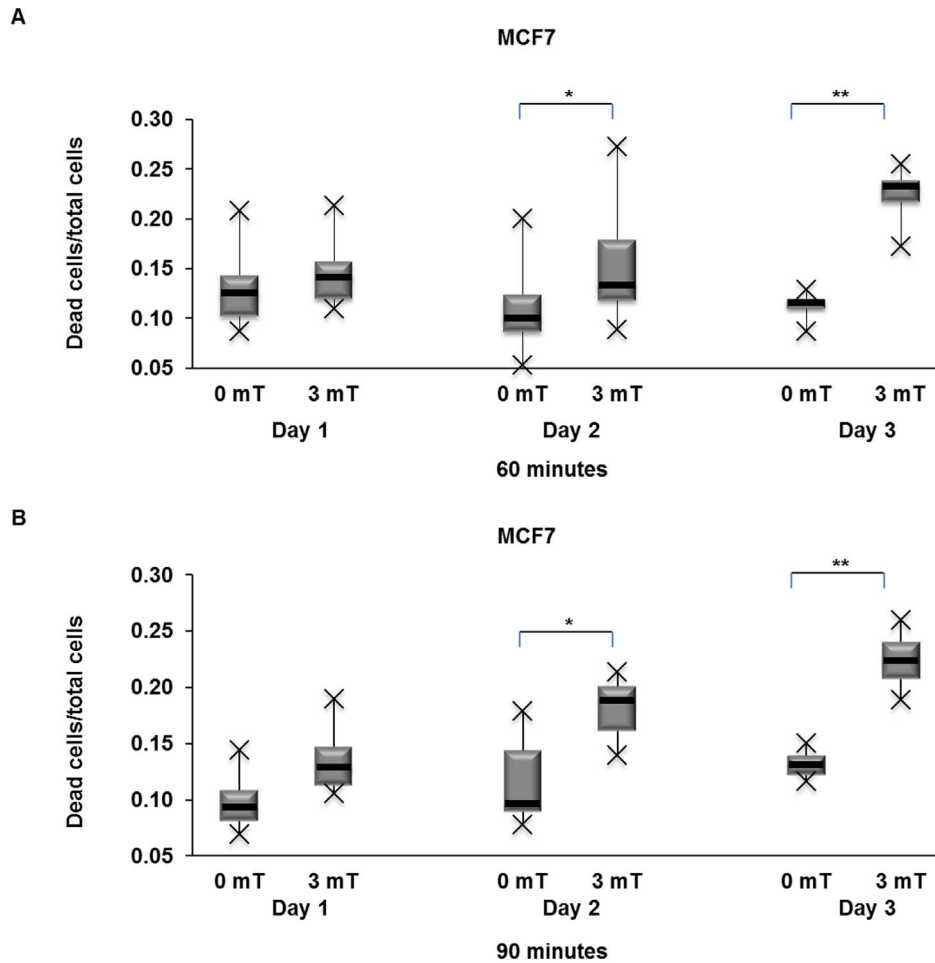 A
MCF7
* **
Dead cells/total cells
0.30
0.25
0.20
0.15
0.10
0.05
0 mT 3 mT 0 mT 3 mT 0 mT 3 mT
Day 1 Day 2 Day 3
60 minutes
B
MCF7
**
*
Dead cells/total cells
0.30
0.25
0.20
0.15
0.10
0.05
0 mT 3 mT 0 mT 3 mT 0 mT 3 mT
Day 1 Day 2 Day 3
90 minutes